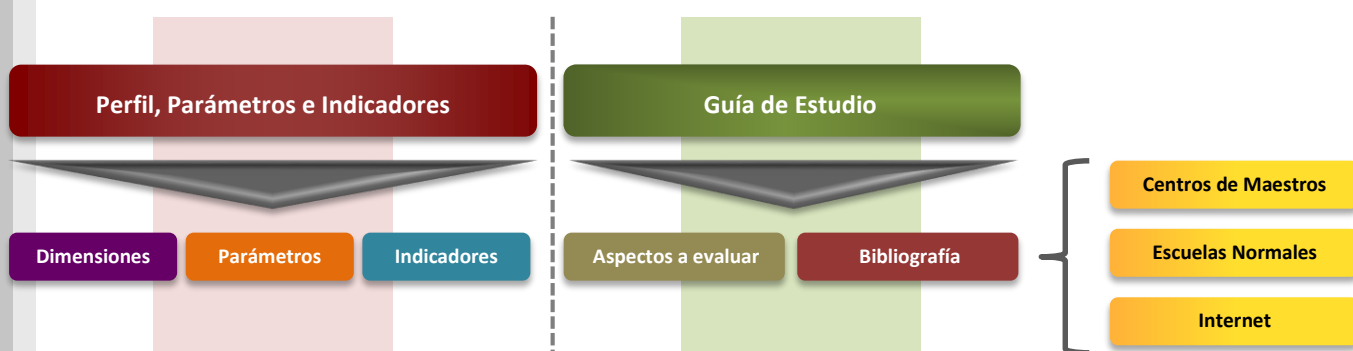 Perfil, Parámetros e Indicadores
Guía de Estudio
Dimensiones
Parámetros
Indicadores
Aspectos a evaluar
Bibliografía
Centros de Maestros
Escuelas Normales
Internet